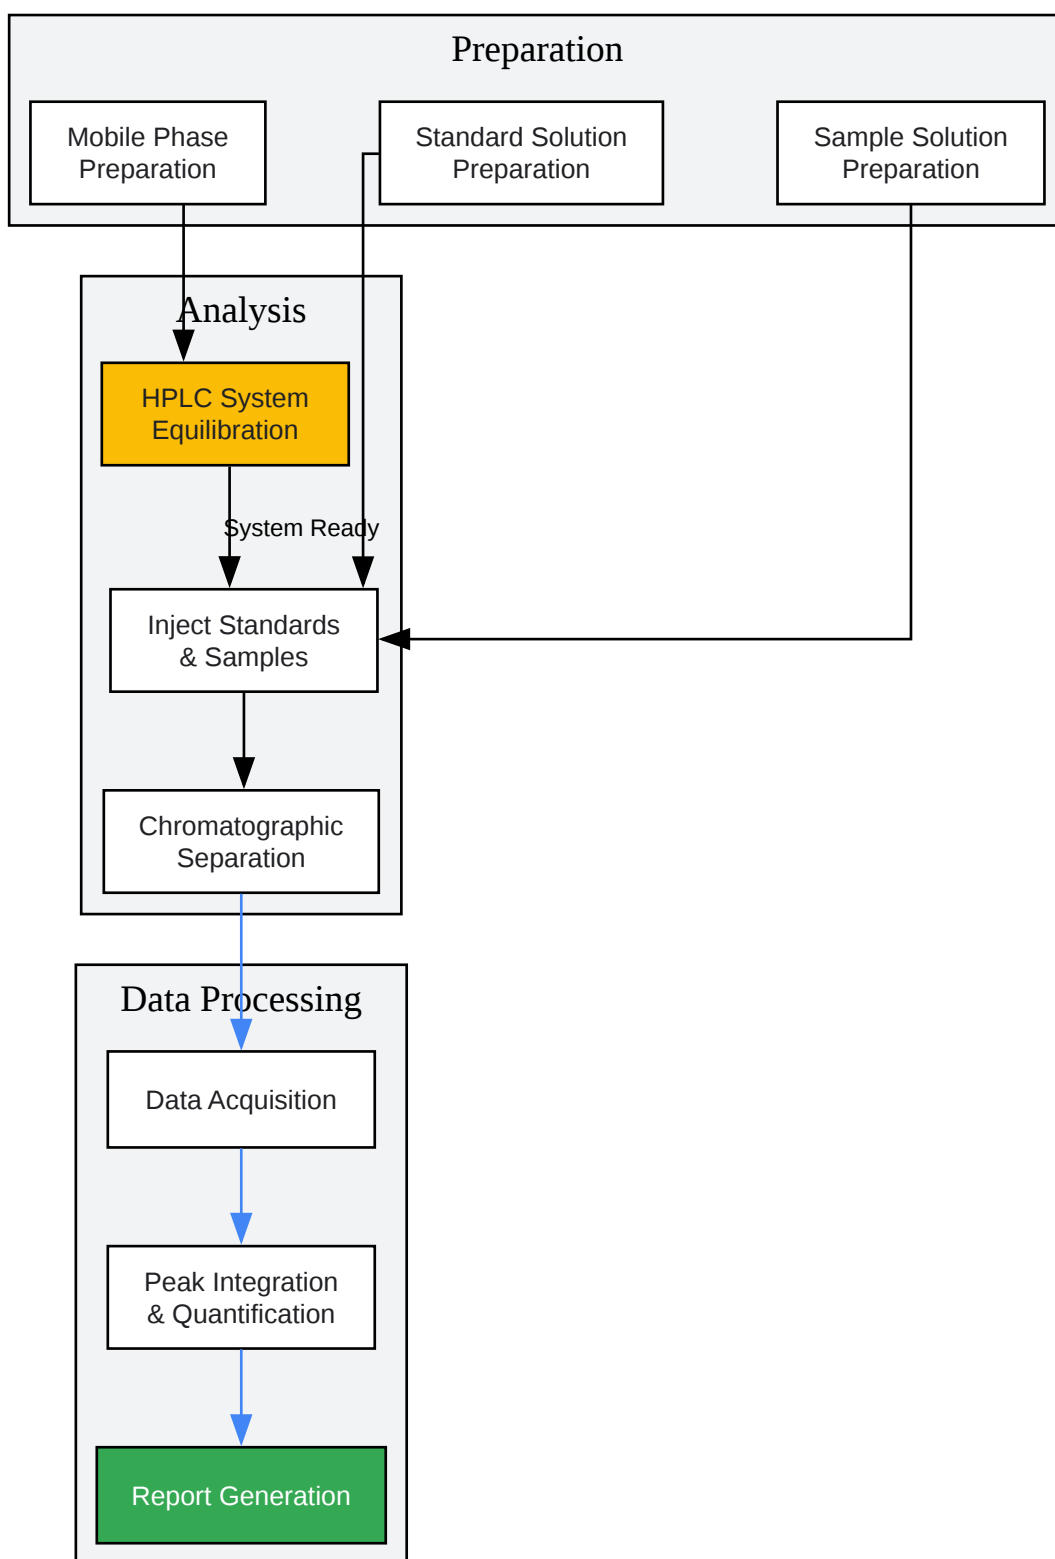 Preparation
Mobile Phase
Preparation
Standard Solution
Preparation
Sample Solution
Preparation
Analysis
HPLC System
Equilibration
System Ready
Inject Standards
& Samples
Chromatographic
Separation
Data Processing
Data Acquisition
Peak Integration
& Quantification
Report Generation